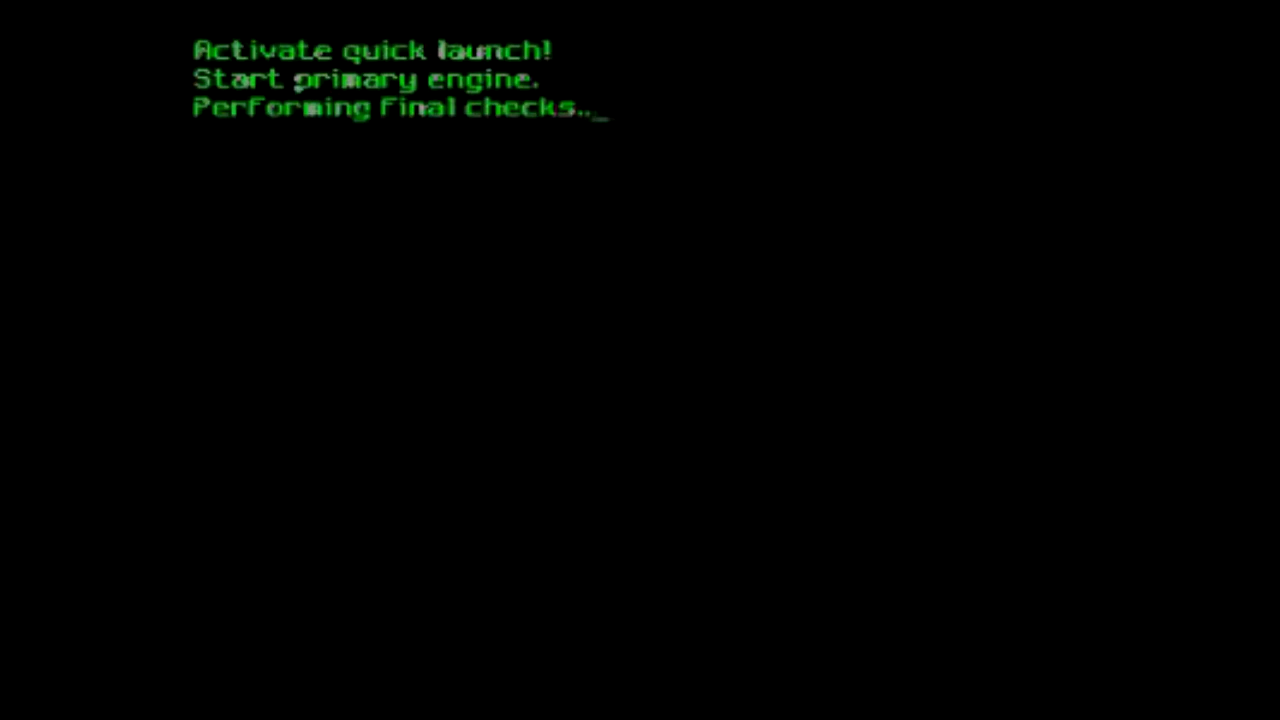 Activate quick launch!
Start primary engine.
Performing final checks.._